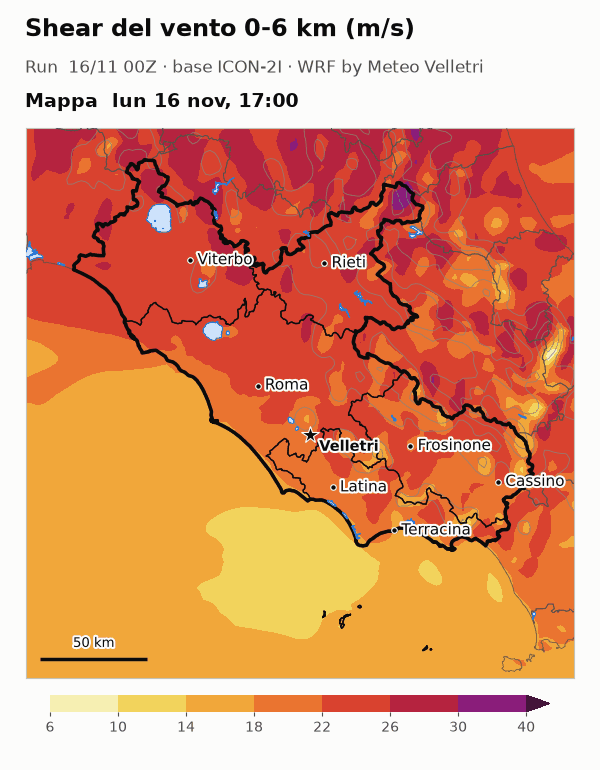 Shear del vento 0-6 km (m/s)
Run  16/11 00Z · base ICON-2I · WRF by Meteo Velletri
Mappa  lun 16 nov, 17:00
Viterbo
Rieti
Roma
Velletri
Frosinone
Latina
Cassino
Terracina
50 km
6 10 14 18 22 26 30 40